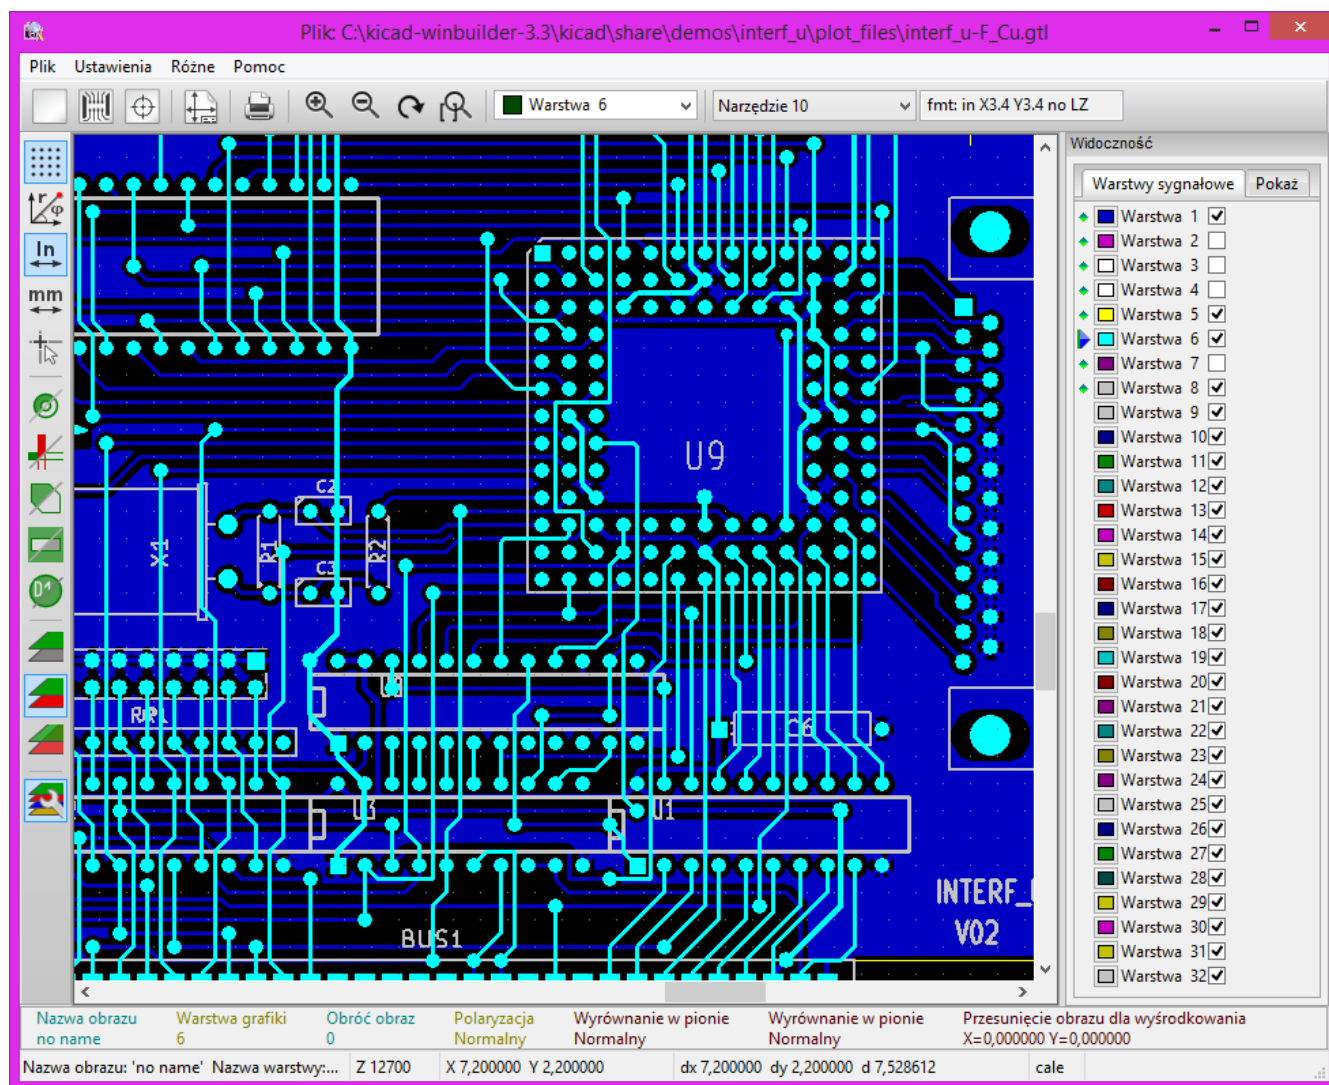 Plik: C:\kicad-winbuilder-3.3\kicad\share\demos\interf_u\plot_files\interf_u-F_Cu.gtl
Plik Ustawienia Różne Pomoc
Warstwa 6 Narzędzie 10 fmt: in X3.4 Y3.4 no LZ
Widoczność
Warstwy sygnałowe Pokaż
In
mm
D1
Warstwa 1
Warstwa 2
Warstwa 3
Warstwa 4
Warstwa 5
Warstwa 6
Warstwa 7
Warstwa 8
Warstwa 9
Warstwa 10
Warstwa 11
Warstwa 12
Warstwa 13
Warstwa 14
Warstwa 15
Warstwa 16
Warstwa 17
Warstwa 18
Warstwa 19
Warstwa 20
Warstwa 21
Warstwa 22
Warstwa 23
Warstwa 24
Warstwa 25
Warstwa 26
Warstwa 27
Warstwa 28
Warstwa 29
Warstwa 30
Warstwa 31
Warstwa 32
U9
C2
X1 R1 R2
C3
RR1
C6
U3 U1
INTERF_
V02
BUS1
Nazwa obrazu Warstwa grafiki Obróć obraz Polaryzacja Wyrównanie w pionie Wyrównanie w pionie Przesunięcie obrazu dla wyśrodkowania
no name 6 0 Normalny Normalny Normalny X=0,000000 Y=0,000000
Nazwa obrazu: 'no name' Nazwa warstwy:... Z 12700 X 7,200000 Y 2,200000 dx 7,200000 dy 2,200000 d 7,528612 cale